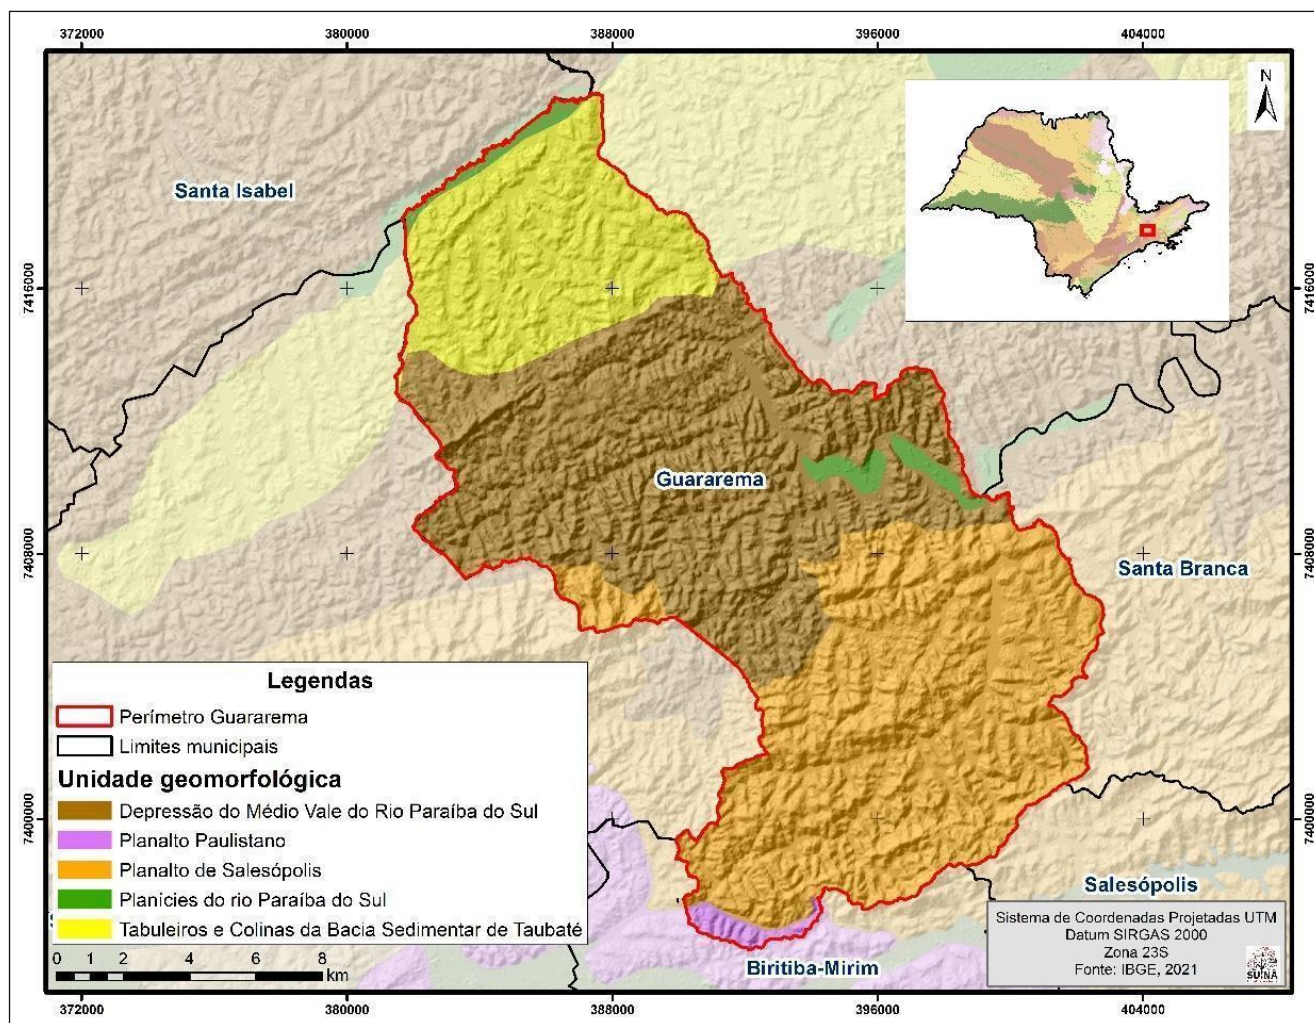 372000 380000 388000 396000 404000
N
Santa Isabel
7416000 7416000
Guararema
7408000 7408000
Santa Branca
Legendas
Perímetro Guararema
Limites municipais
Unidade geomorfológica
Depressão do Médio Vale do Rio Paraíba do Sul
Planalto Paulistano
Planalto de Salesópolis
Planícies do rio Paraíba do Sul
Tabuleiros e Colinas da Bacia Sedimentar de Taubaté
0 1 2 4 6 8
km
7400000 7400000
Salesópolis
Biritiba-Mirim
Sistema de Coordenadas Projetadas UTM
Datum SIRGAS 2000
Zona 23S
Fonte: IBGE, 2021
372000 380000 388000 396000 404000